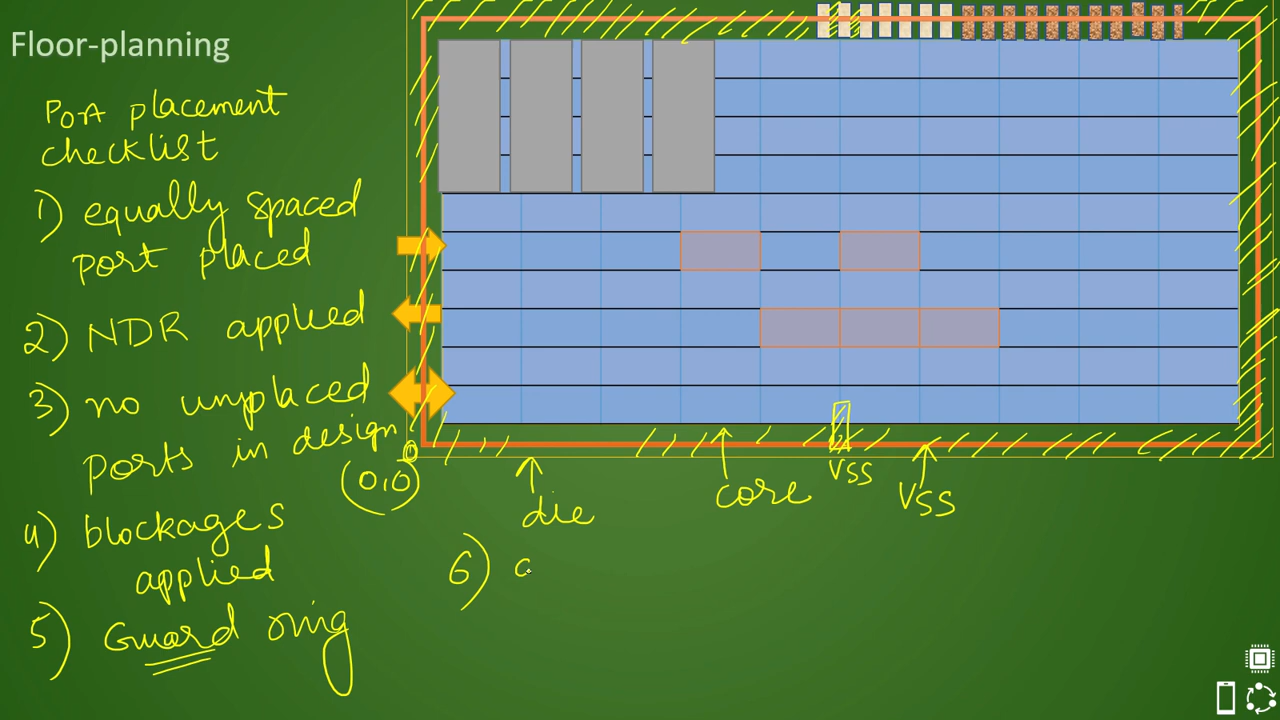 Floor-planning
Port placement
checklist
1) equally spaced
port placed
2) NDR applied
3) no unplaced
ports in design
(0,0)
4) blockages
applied
5) Guard ring
die
core
VSS
VSS
6) c